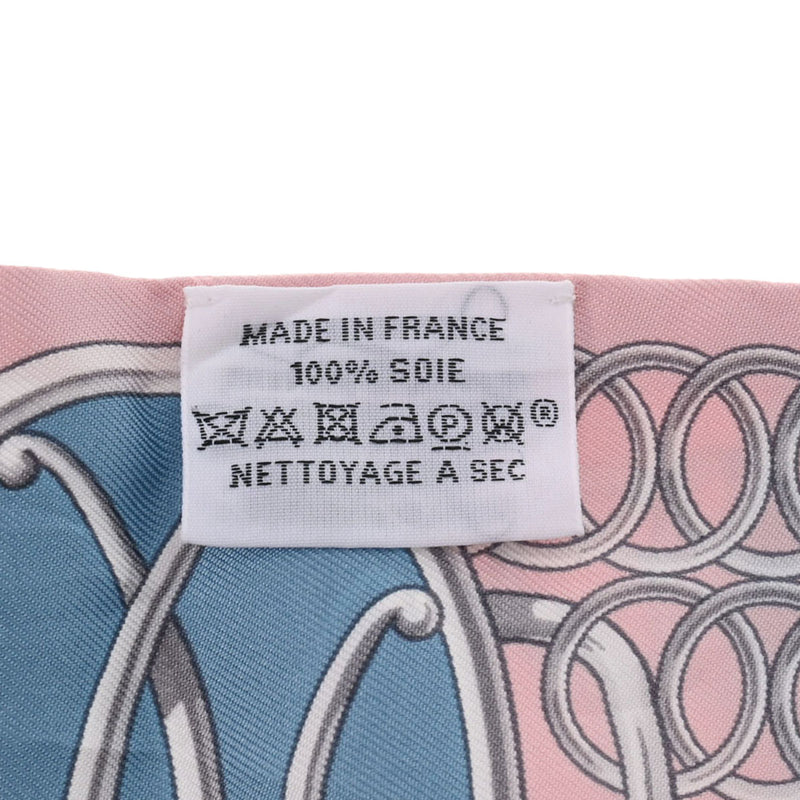 MADE IN FRANCE
100% SOIE
®
NETTOYAGE A SEC